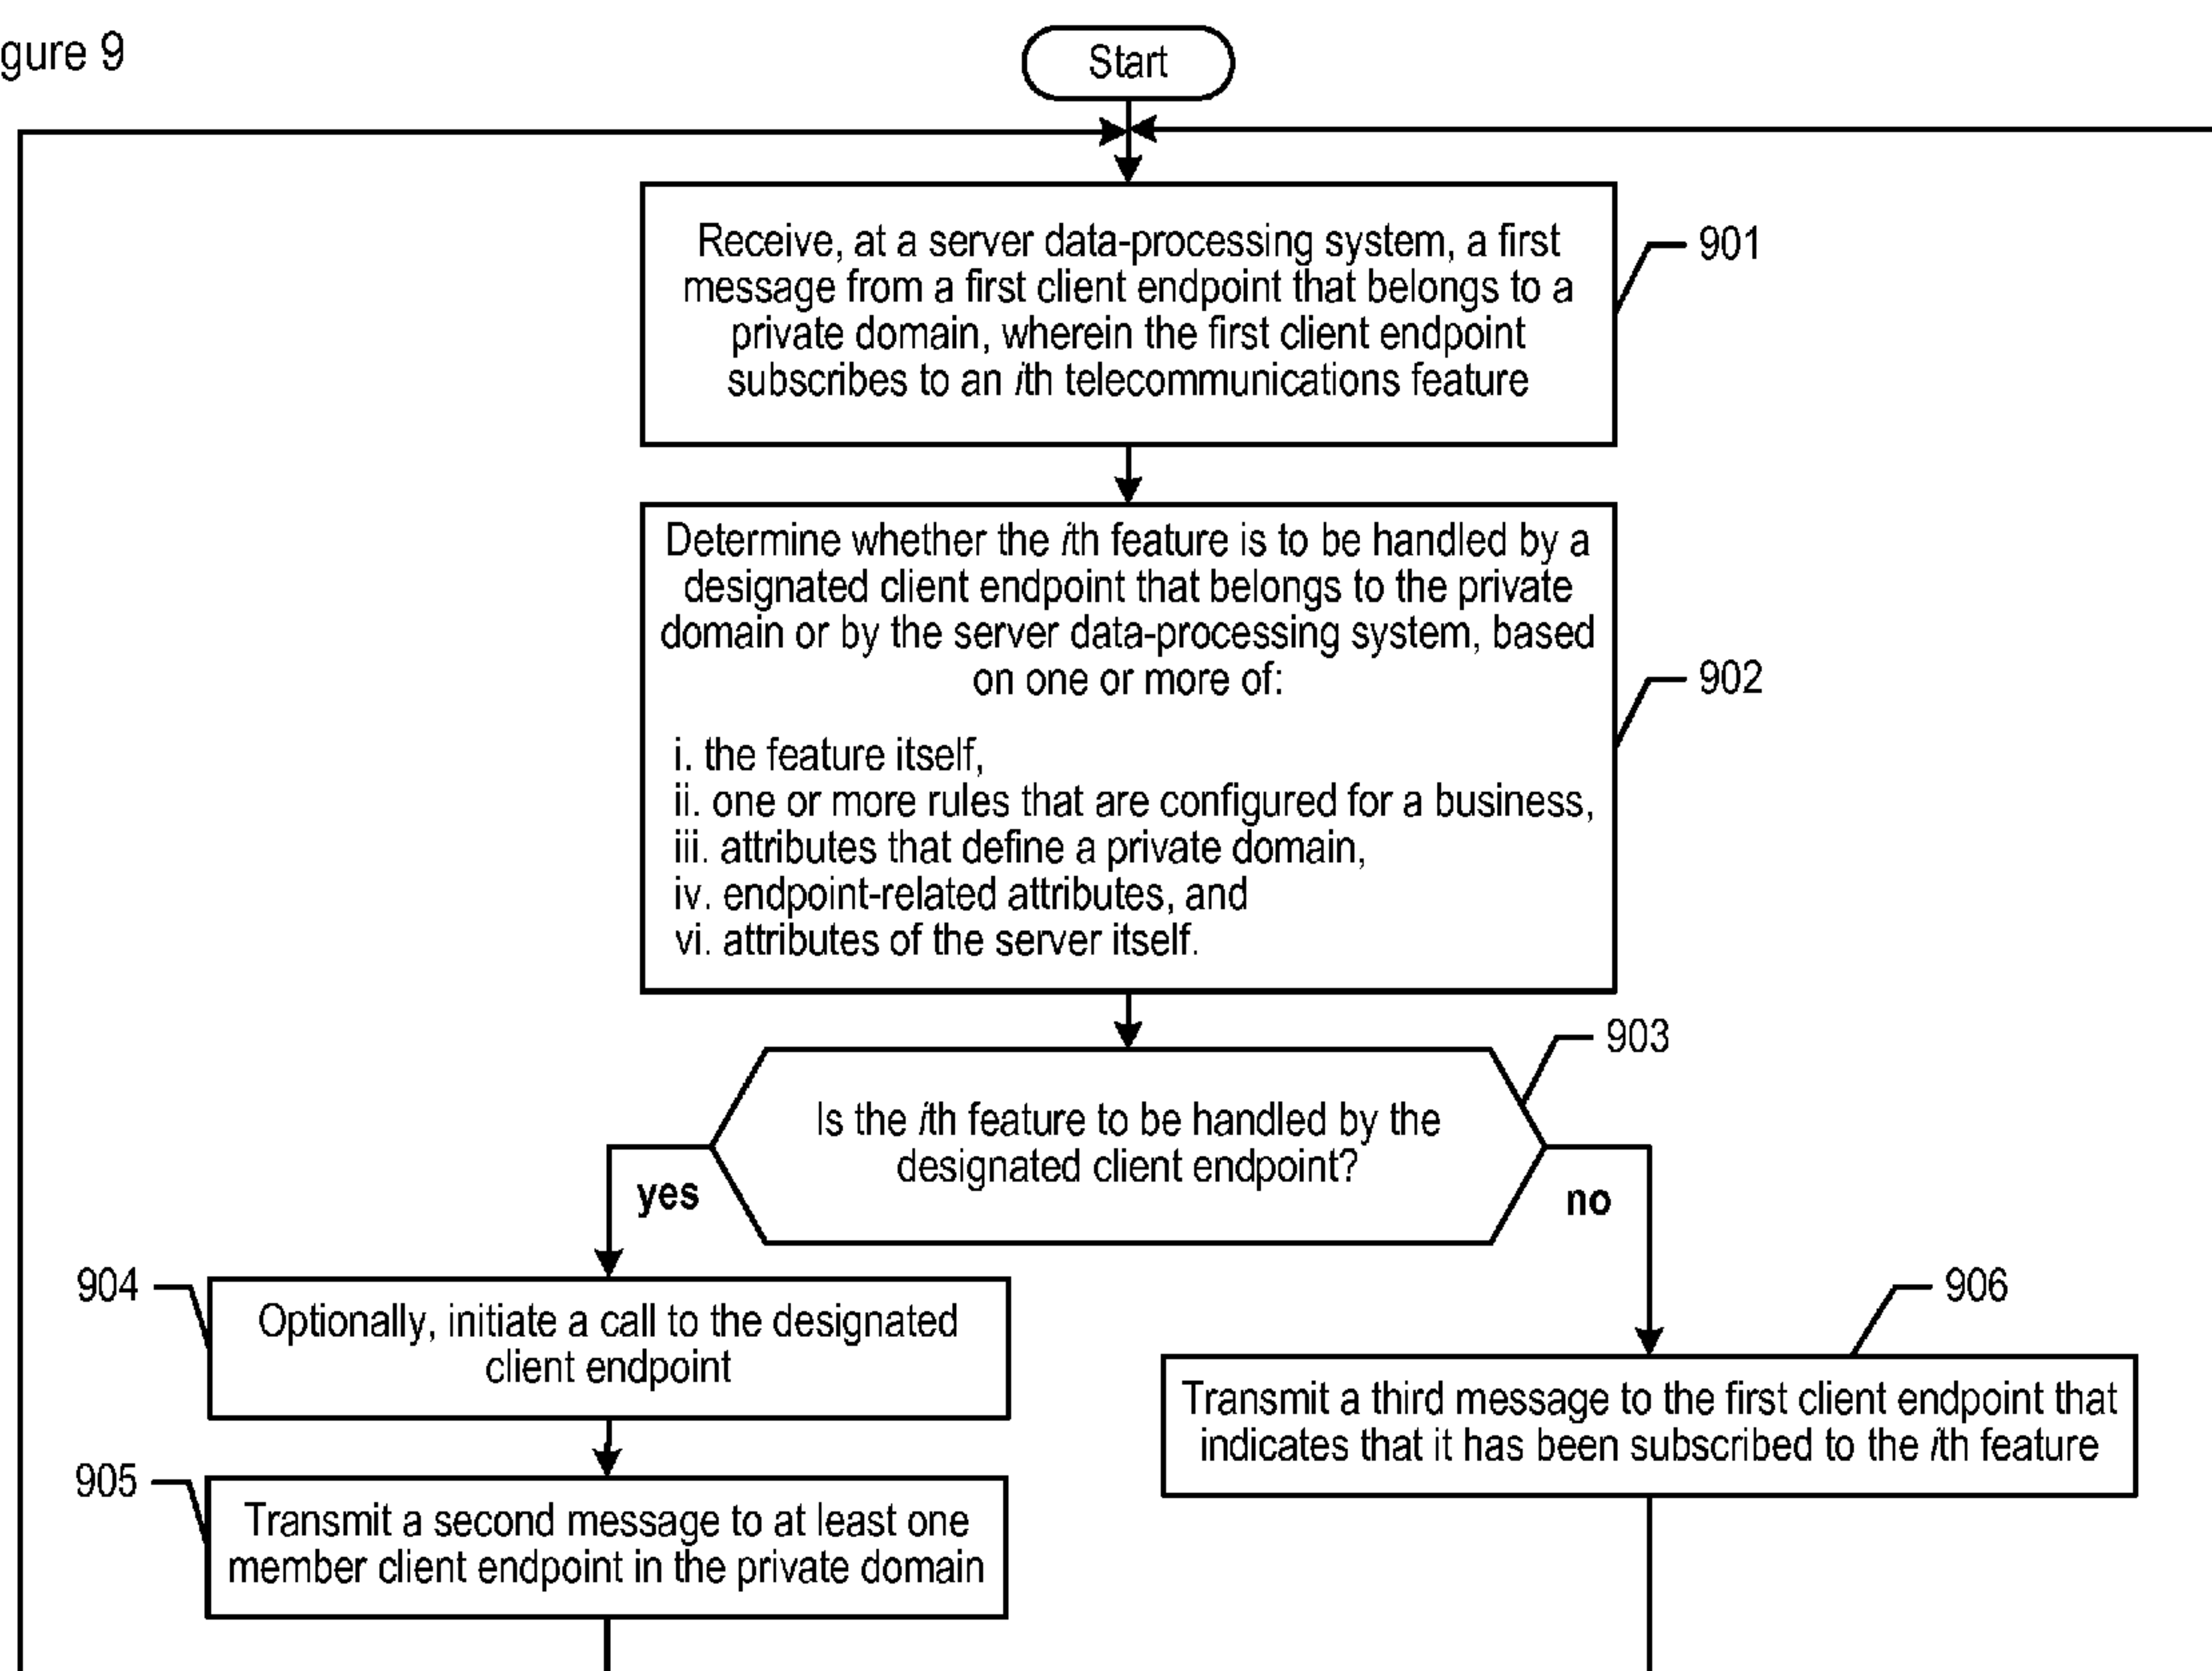 gure 9
Start
Receive, at a server data-processing system, a first
message from a first client endpoint that belongs to a
private domain, wherein the first client endpoint
subscribes to an ith telecommunications feature
901
Determine whether the ith feature is to be handled by a
designated client endpoint that belongs to the private
domain or by the server data-processing system, based
on one or more of:
i. the feature itself,
ii. one or more rules that are configured for a business,
iii. attributes that define a private domain,
iv. endpoint-related attributes, and
vi. attributes of the server itself.
902
903
Is the ith feature to be handled by the
designated client endpoint?
yes
no
904
Optionally, initiate a call to the designated
client endpoint
906
Transmit a third message to the first client endpoint that
indicates that it has been subscribed to the ith feature
905
Transmit a second message to at least one
member client endpoint in the private domain